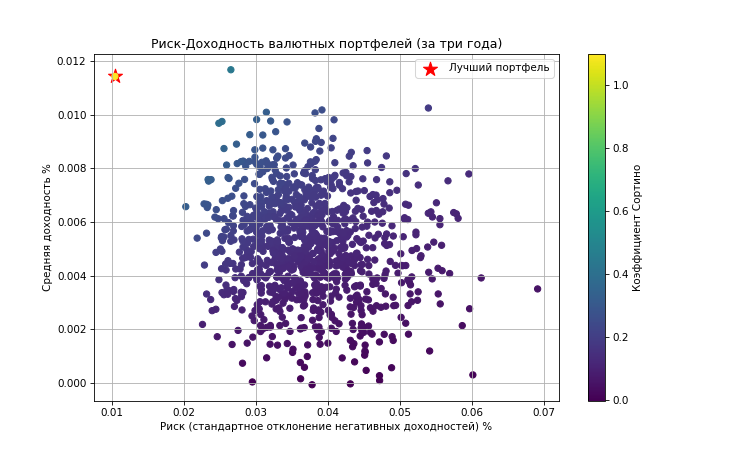 Риск-Доходность валютных портфелей (за три года)
Лучший портфель
Средняя доходность %
0.012
0.010
0.008
0.006
0.004
0.002
0.000
0.01 0.02 0.03 0.04 0.05 0.06 0.07
Риск (стандартное отклонение негативных доходностей) %
1.0
0.8
0.6
0.4
0.2
0.0
Коэффициент Сортино